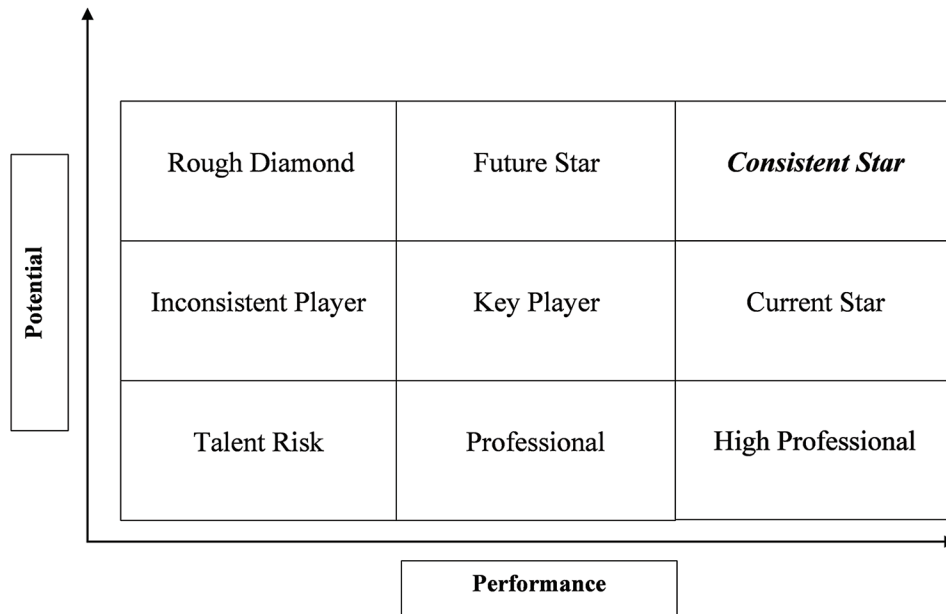 Rough Diamond
Future Star
Consistent Star
Potential
Inconsistent Player
Key Player
Current Star
Talent Risk
Professional
High Professional
Performance